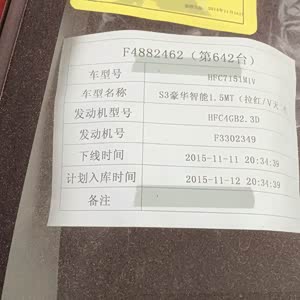 F4882462（第642台）
车型号 HFC7151M1V
车型名称 S3豪华智能1.5MT（拉红/V天
发动机型号 HFC4GB2.3D
发动机号 F3302349
下线时间 2015-11-11 20:34:39
计划入库时间 2015-11-12 20:34:39
备注